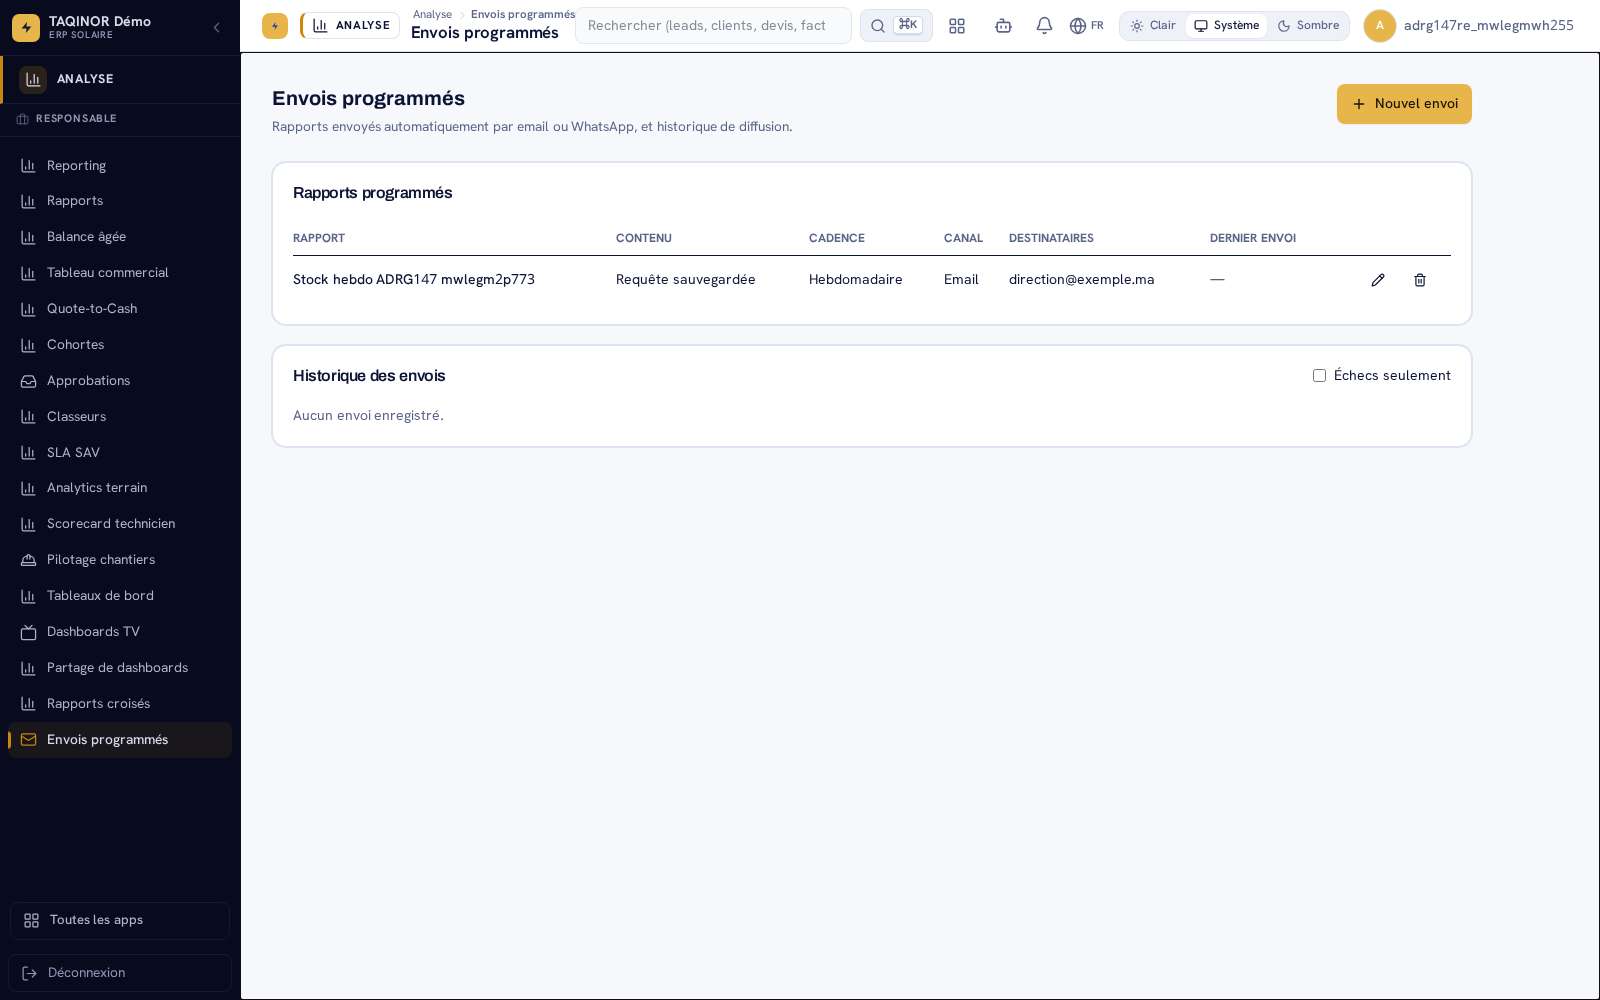 TAQINOR Démo
ERP SOLAIRE
ANALYSE
RESPONSABLE
Reporting
Rapports
Balance âgée
Tableau commercial
Quote-to-Cash
Cohortes
Approbations
Classeurs
SLA SAV
Analytics terrain
Scorecard technicien
Pilotage chantiers
Tableaux de bord
Dashboards TV
Partage de dashboards
Rapports croisés
Envois programmés
Toutes les apps
Déconnexion
ANALYSE
Analyse Envois programmés
Envois programmés
Rechercher (leads, clients, devis, fact
⌘K
FR
Clair Système Sombre
A adrg147re_mwlegmwh255
Envois programmés
Rapports envoyés automatiquement par email ou WhatsApp, et historique de diffusion.
Nouvel envoi
Rapports programmés
RAPPORT CONTENU CADENCE CANAL DESTINATAIRES DERNIER ENVOI
Stock hebdo ADRG147 mwlegm2p773 Requête sauvegardée Hebdomadaire Email direction@exemple.ma —
Historique des envois
Échecs seulement
Aucun envoi enregistré.